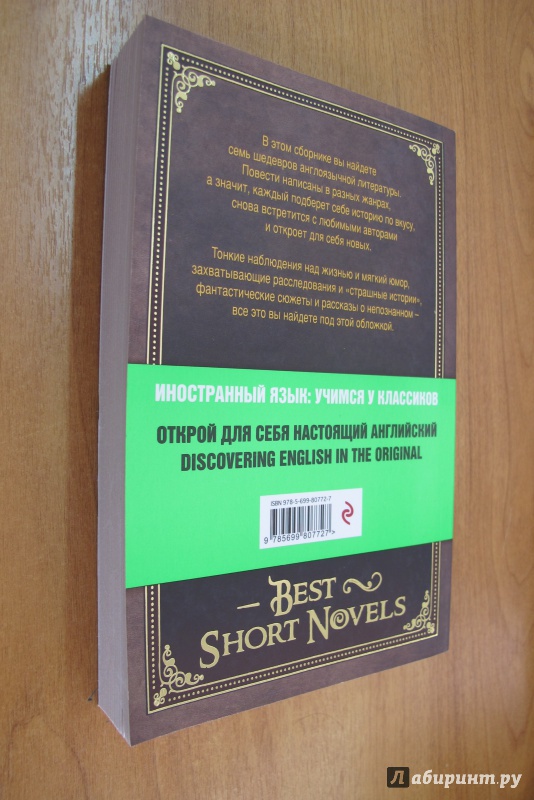 В этом сборнике вы найдете
семь шедевров англоязычной литературы.
Повести написаны в разных жанрах,
а значит, каждый подберет себе историю по вкусу,
снова встретится с любимыми авторами
и откроет для себя новых.
Тонкие наблюдения над жизнью и мягкий юмор,
захватывающие расследования и «страшные истории»,
фантастические сюжеты и рассказы о непознанном –
все это вы найдете под этой обложкой.
ИНОСТРАННЫЙ ЯЗЫК: УЧИМСЯ У КЛАССИКОВ
ОТКРОЙ ДЛЯ СЕБЯ НАСТОЯЩИЙ АНГЛИЙСКИЙ
DISCOVERING ENGLISH IN THE ORIGINAL
ISBN 978-5-699-80772-7
9 785699 807727 >
– BEST
SHORT NOVELS
Лабиринт.ру